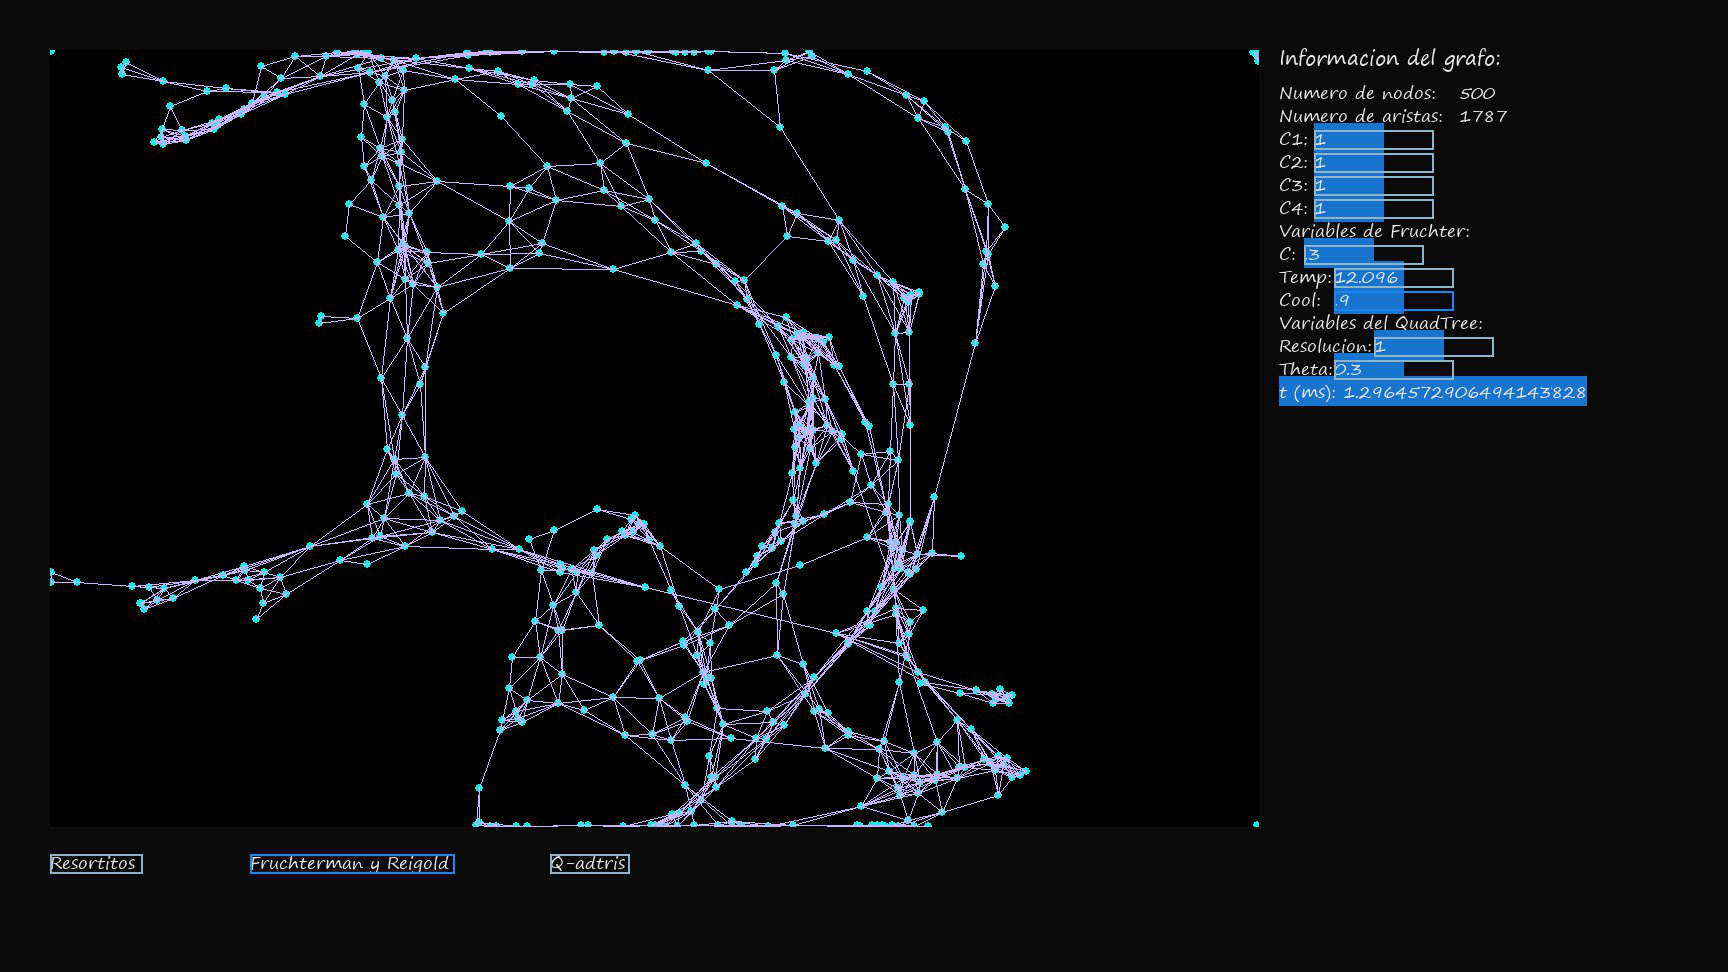 Informacion del grafo:
Numero de nodos: 500
Numero de aristas: 1787
C1: 1
C2: 1
C3: 1
C4: 1
Variables de Fruchter:
C: .3
Temp: 12.096
Cool: .9
Variables del QuadTree:
Resolucion: 1
Theta: 0.3
t (ms): 1.2964572906494143828
Resortitos
Fruchterman y Reigold
Q-adtris